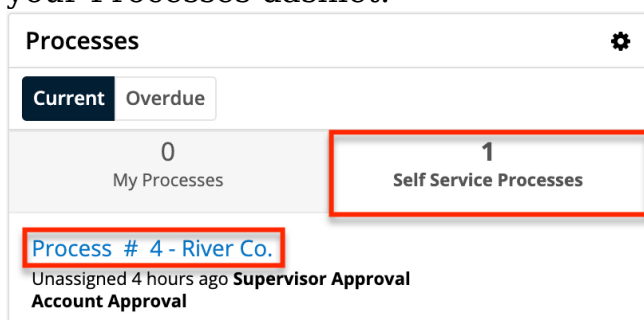 your Processes dashlet.
Processes
Current Overdue
0 1
My Processes Self Service Processes
Process # 4 - River Co.
Unassigned 4 hours ago Supervisor Approval
Account Approval